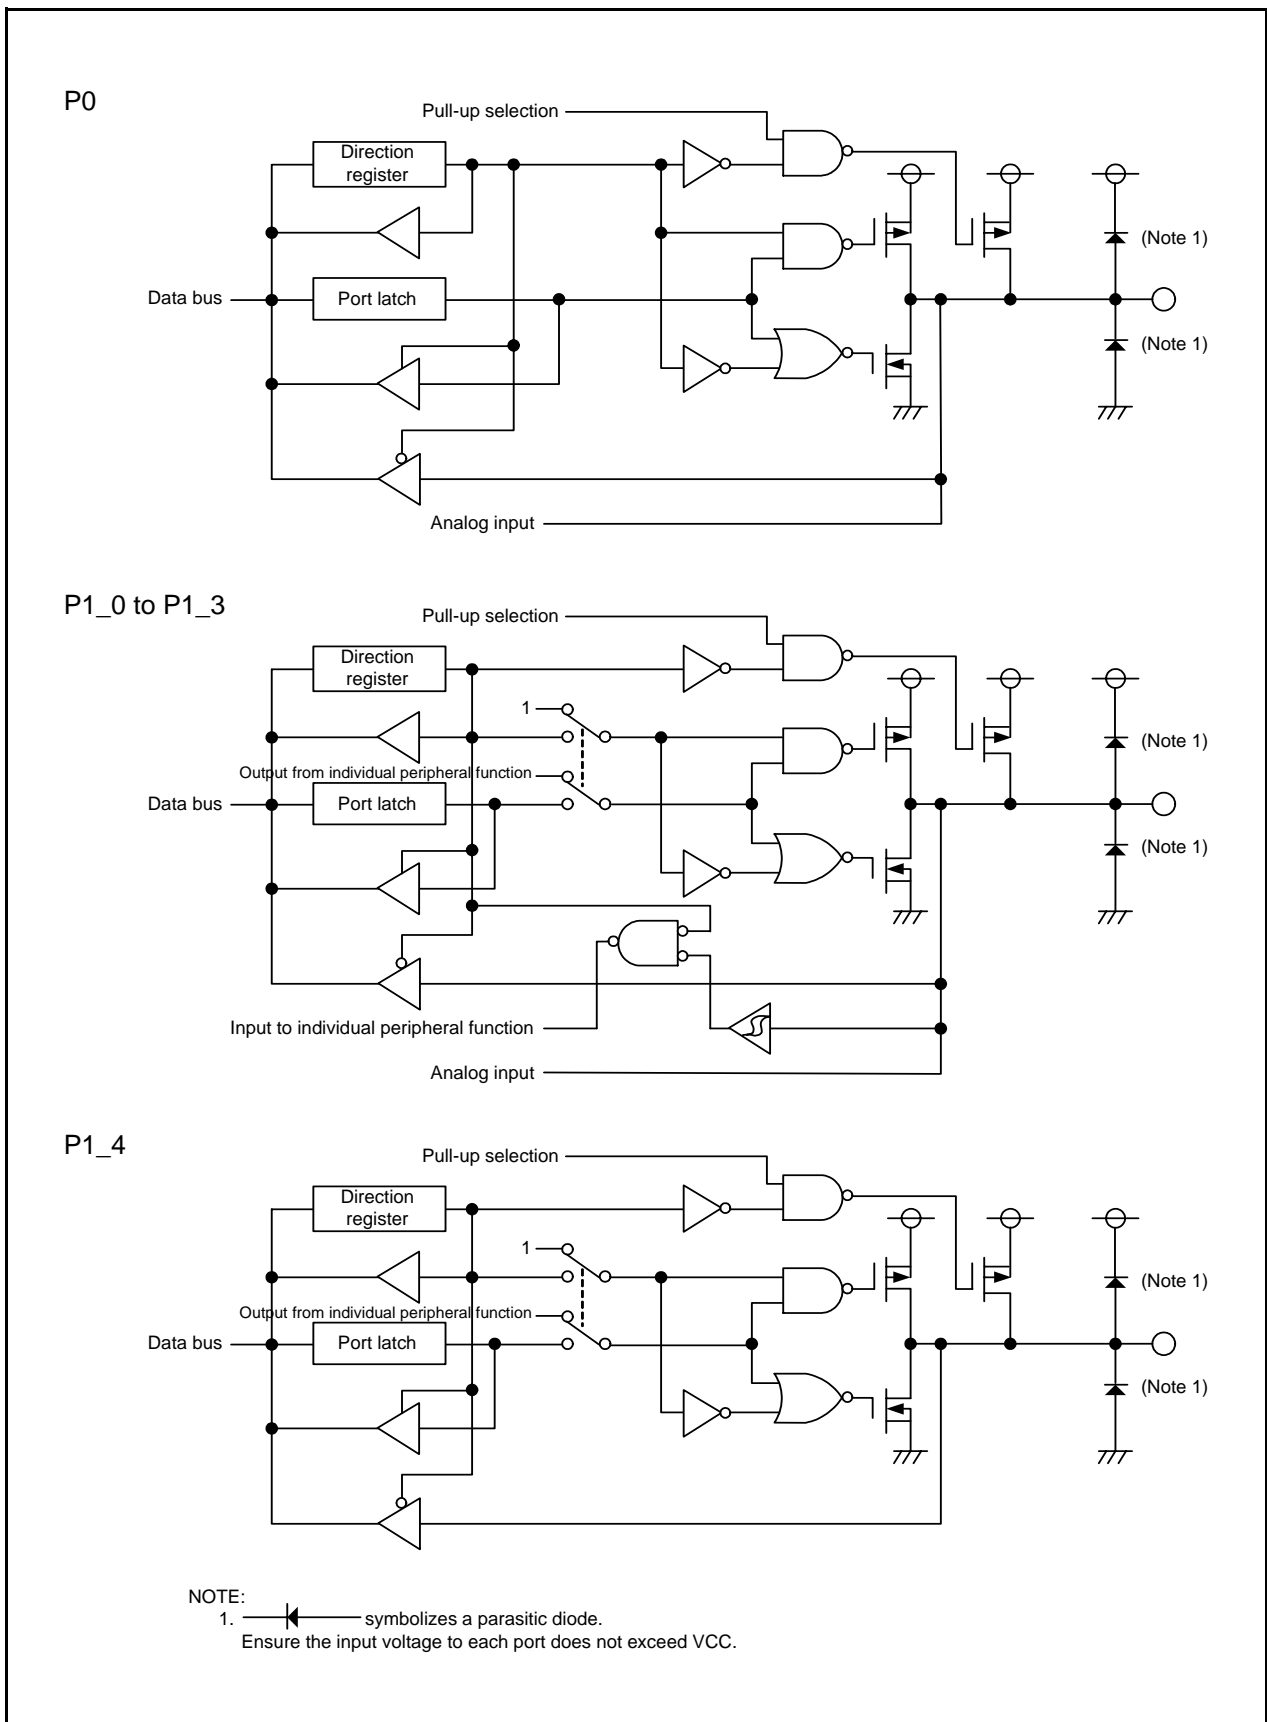 P0
Pull-up selection
Direction
register
(Note 1)
Data bus
Port latch
(Note 1)
Analog input
P1_0 to P1_3
Pull-up selection
Direction
register
1
(Note 1)
Output from individual peripheral function
Data bus
Port latch
(Note 1)
Input to individual peripheral function
Analog input
P1_4
Pull-up selection
Direction
register
1
(Note 1)
Output from individual peripheral function
Data bus
Port latch
(Note 1)
NOTE:
1. symbolizes a parasitic diode.
Ensure the input voltage to each port does not exceed VCC.